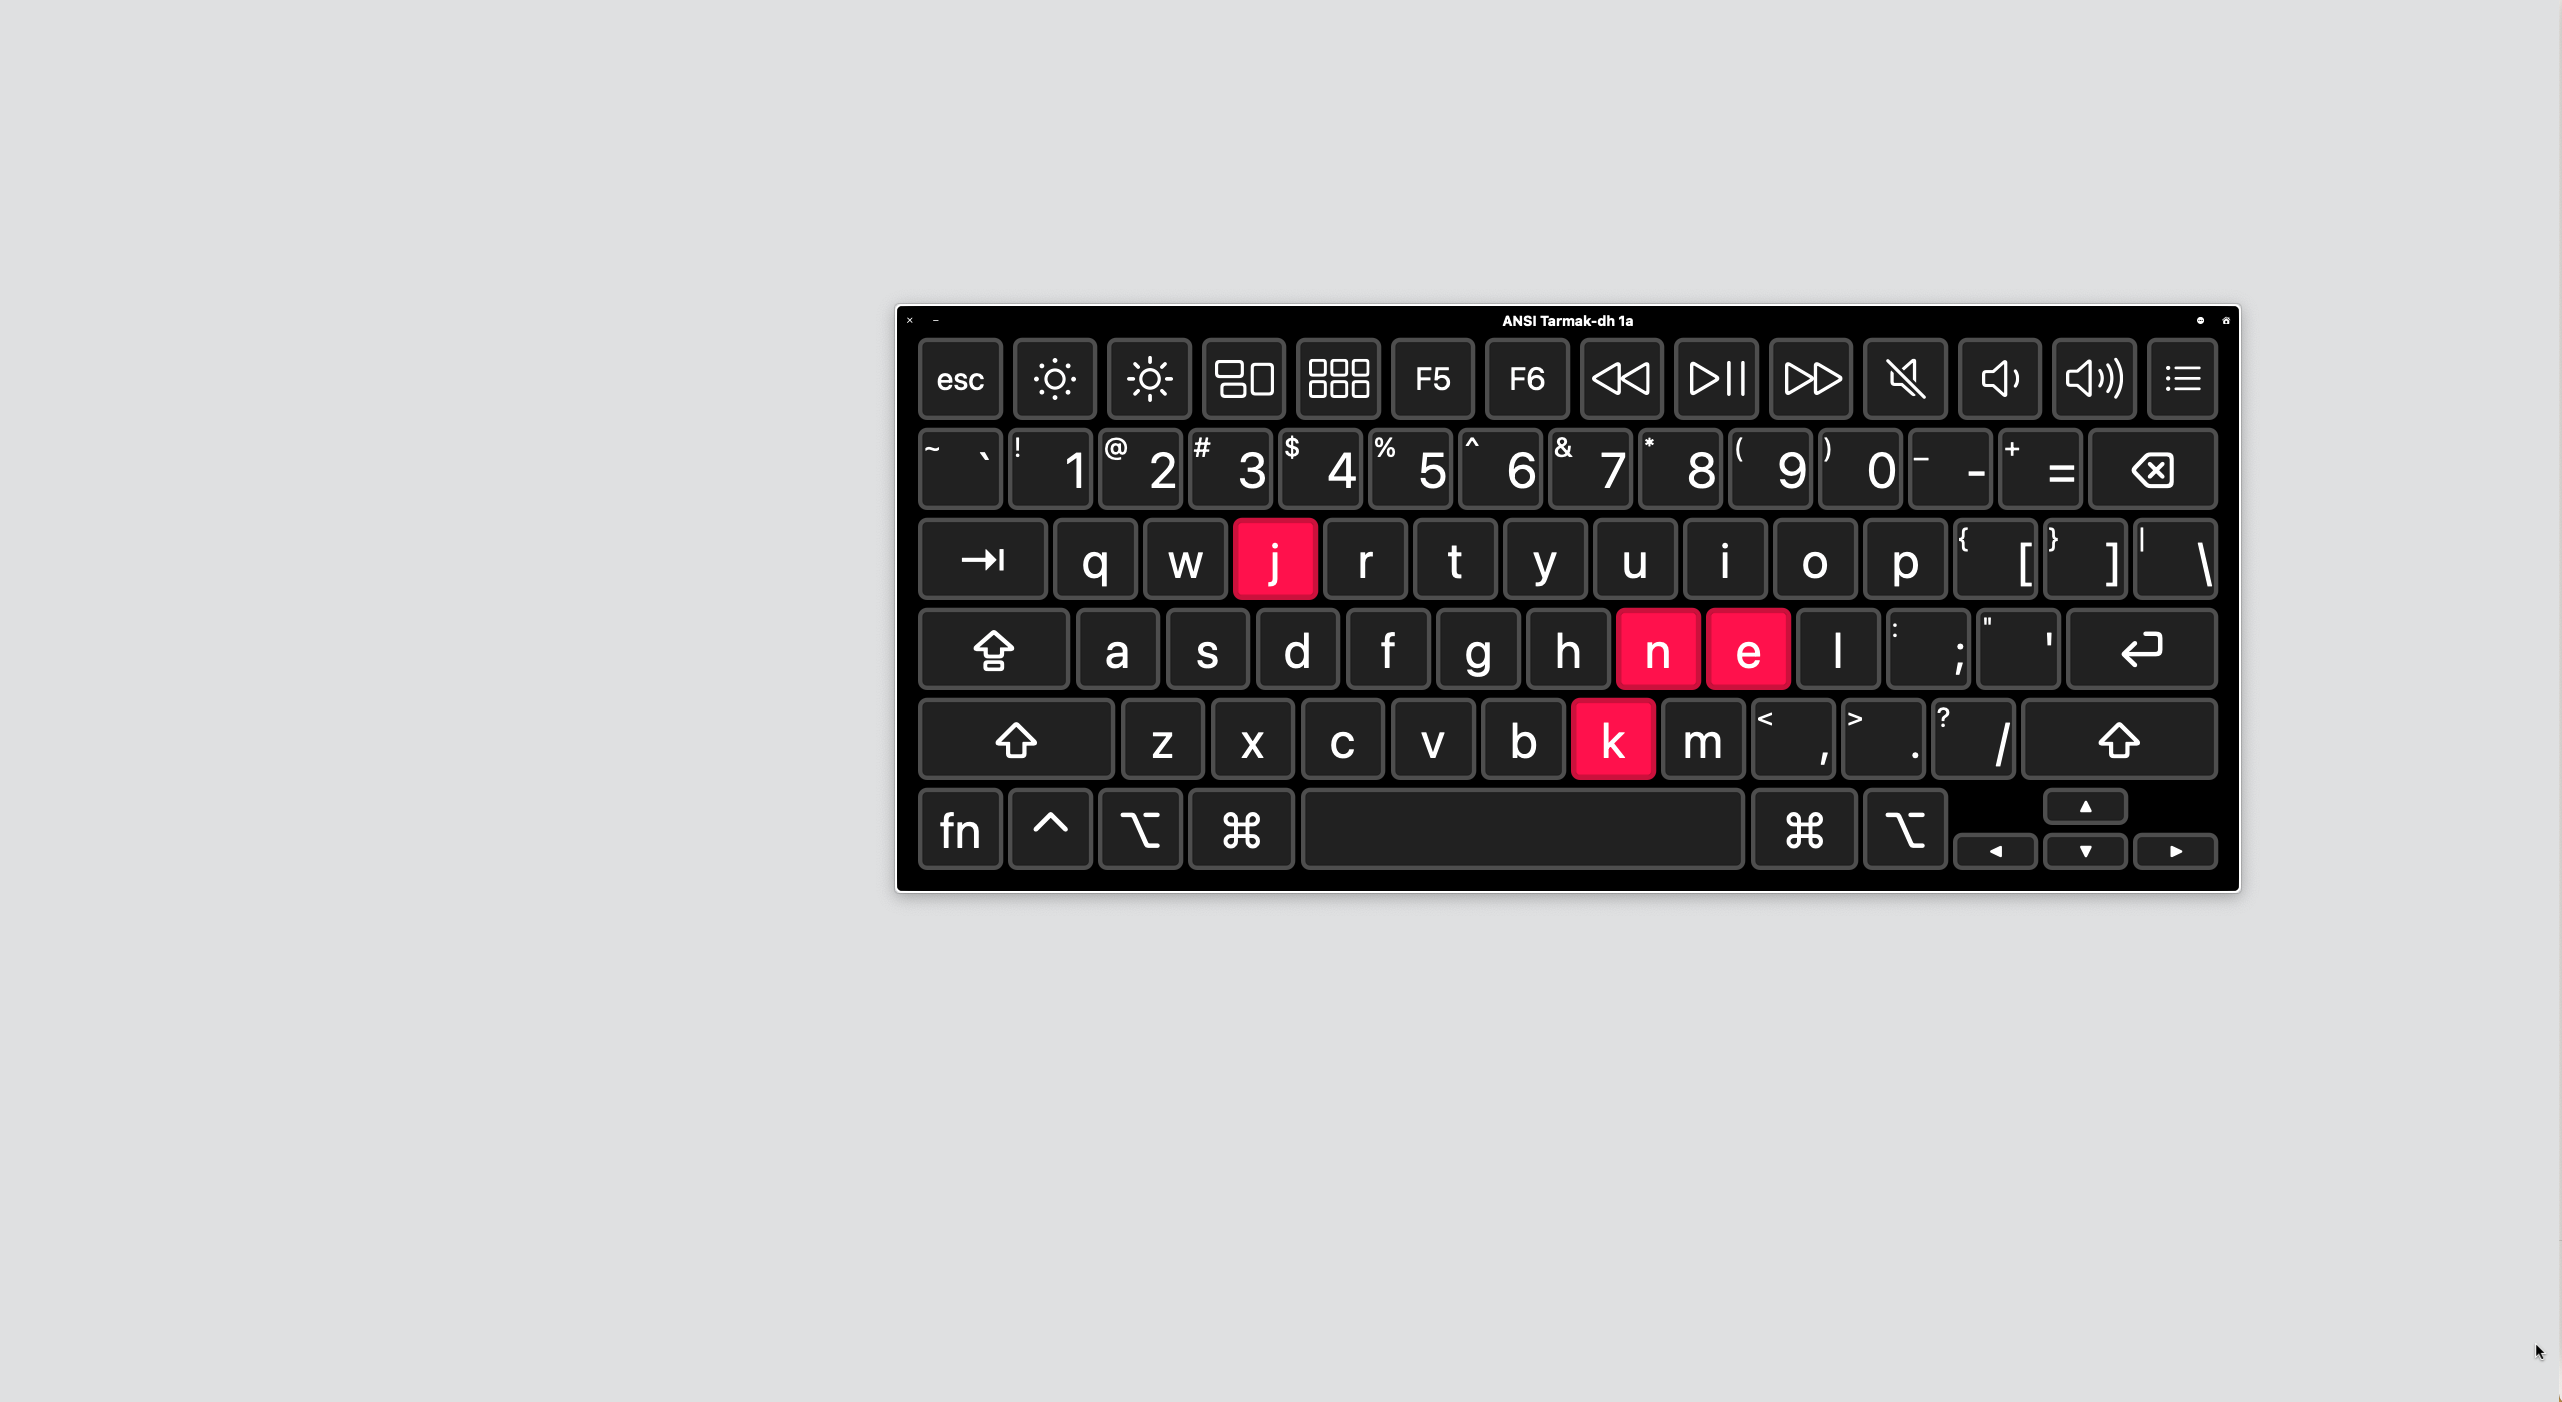 ANSI Tarmak-dh 1a
esc F5 F6
~ ` ! 1 @ 2 # 3 $ 4 % 5 ^ 6 & 7 * 8 ( 9 ) 0 _ - + =
q w j r t y u i o p { [ } ] | \
a s d f g h n e l : ; " '
z x c v b k m < , > . ? /
fn